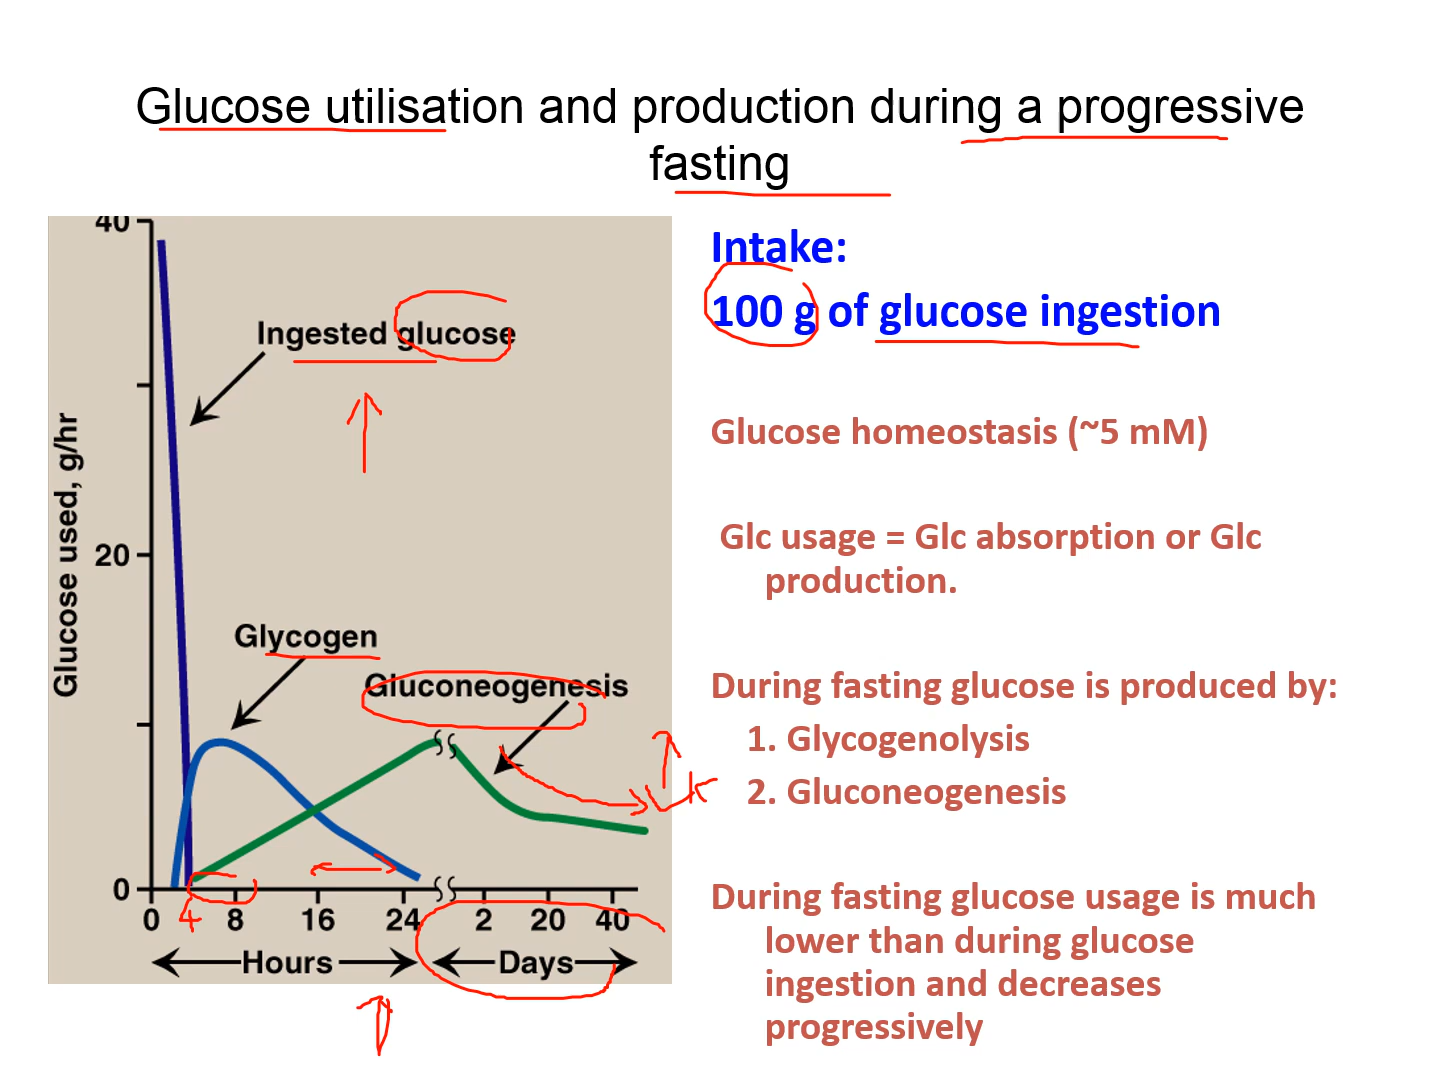 Glucose utilisation and production during a progressive
fasting
40
Ingested glucose
Glucose used, g/hr
20
Glycogen
Gluconeogenesis
0
0 4 8 16 24 2 20 40
Hours Days
Intake:
100 g of glucose ingestion
Glucose homeostasis (~5 mM)
Glc usage = Glc absorption or Glc
production.
During fasting glucose is produced by:
1. Glycogenolysis
2. Gluconeogenesis
During fasting glucose usage is much
lower than during glucose
ingestion and decreases
progressively